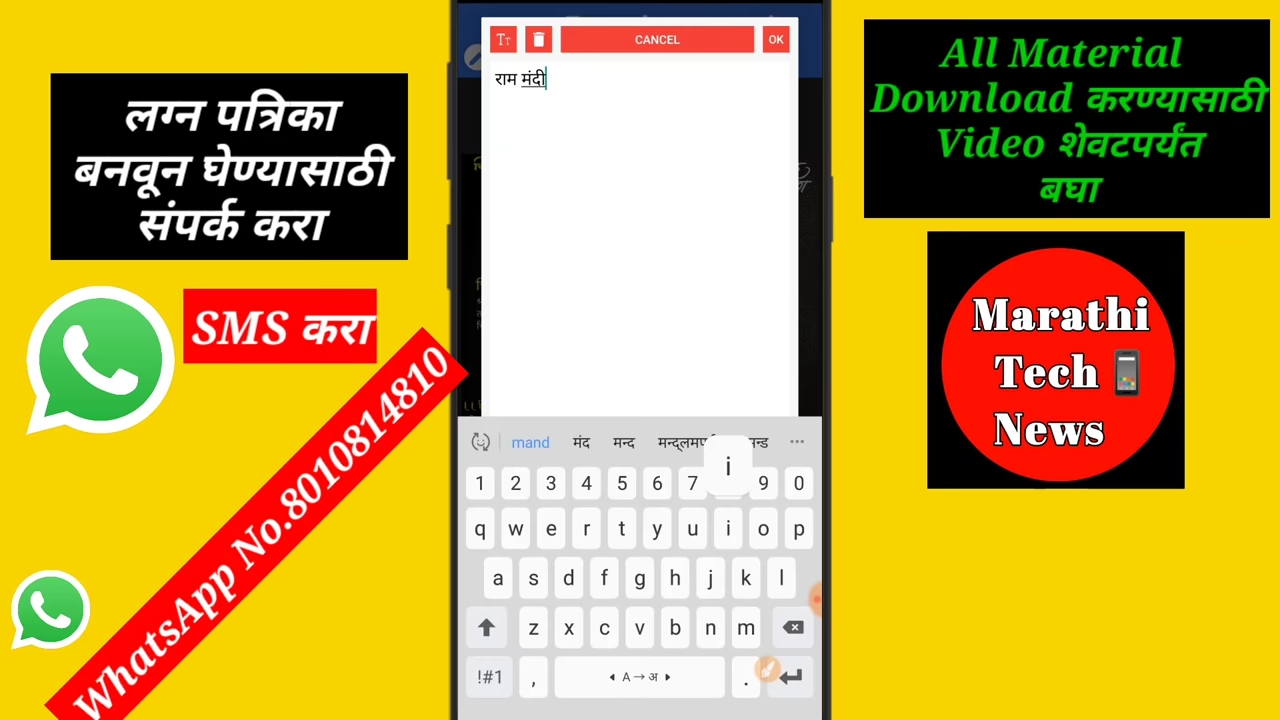 लग्न पत्रिका
बनवून घेण्यासाठी
संपर्क करा
SMS करा
WhatsApp No.8010814810
TT
CANCEL
OK
राम मंदी
mand मंद मन्द
i
1 2 3 4 5 6 7 9 0
q w e r t y u i o p
a s d f g h j k l
z x c v b n m
!#1 , A→अ .
All Material
Download करण्यासाठी
Video शेवटपर्यंत
बघा
Marathi
Tech
News